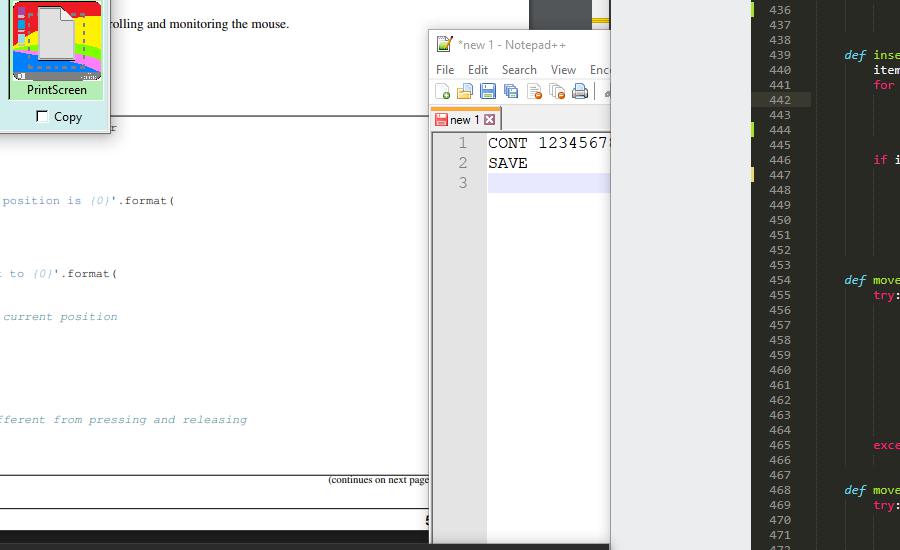 rolling and monitoring the mouse.
PrintScreen
Copy
r
position is {0}'.format(
to {0}'.format(
current position
fferent from pressing and releasing
(continues on next page
*new 1 - Notepad++
File Edit Search View Enc
new 1
1 CONT 12345678
2 SAVE
3
436
437
438
439 def inse
440 item
441 for
442
443
444
445
446 if i
447
448
449
450
451
452
453
454 def move
455 try:
456
457
458
459
460
461
462
463
464
465 exce
466
467
468 def move
469 try:
470
471